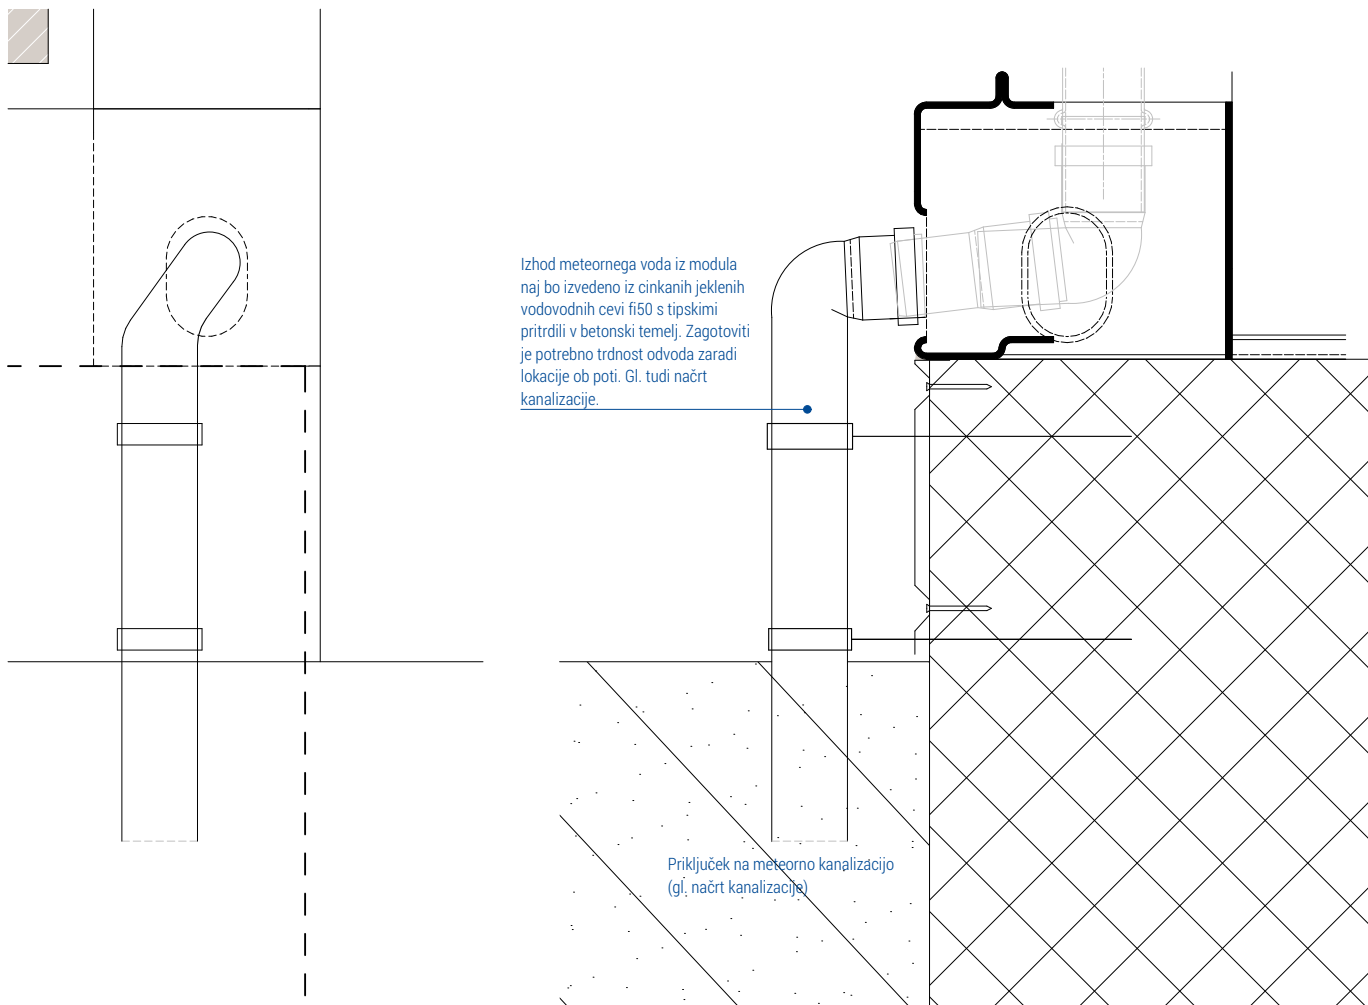 Izhod meteornega voda iz modula
naj bo izvedeno iz cinkanih jeklenih
vodovodnih cevi fi50 s tipskimi
pritrdili v betonski temelj. Zagotoviti
je potrebno trdnost odvoda zaradi
lokacije ob poti. Gl. tudi načrt
kanalizacije.
Priključek na meteorno kanalizacijo
(gl. načrt kanalizacije)